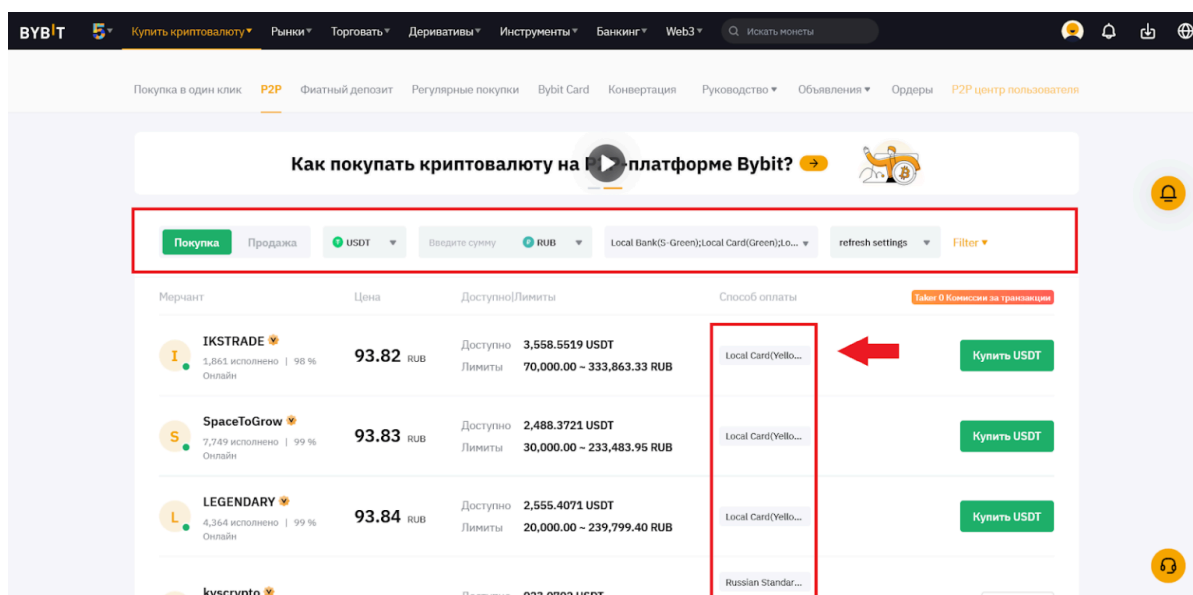 BYBIT Купить криптовалюту Рынки Торговать Деривативы Инструменты Банкинг Web3 Искать монеты
Покупка в один клик P2P Фиатный депозит Регулярные покупки Bybit Card Конвертация Руководство Объявления Ордеры P2P центр пользователя
Как покупать криптовалюту на P2P-платформе Bybit?
Покупка Продажа USDT Введите сумму RUB Local Bank(S-Green);Local Card(Green);Lo... refresh settings Filter
Мерчант Цена Доступно|Лимиты Способ оплаты Taker 0 Комиссии за транзакции
I IKSTRADE
1,861 исполнено | 98 %
Онлайн
93.82 RUB
Доступно 3,558.5519 USDT
Лимиты 70,000.00 ~ 333,863.33 RUB
Local Card(Yello...
Купить USDT
S SpaceToGrow
7,749 исполнено | 99 %
Онлайн
93.83 RUB
Доступно 2,488.3721 USDT
Лимиты 30,000.00 ~ 233,483.95 RUB
Local Card(Yello...
Купить USDT
L LEGENDARY
4,364 исполнено | 99 %
Онлайн
93.84 RUB
Доступно 2,555.4071 USDT
Лимиты 20,000.00 ~ 239,799.40 RUB
Local Card(Yello...
Купить USDT
kyscrypto
Russian Standar...